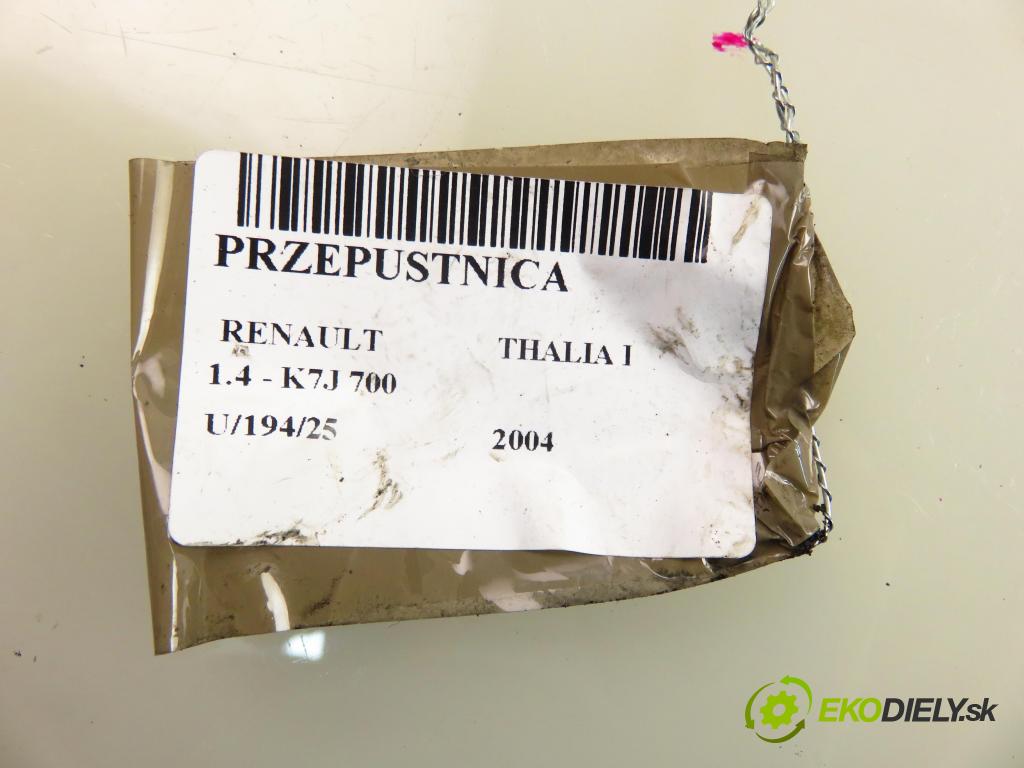 PRZEPUSTNICA
RENAULT THALIA I
1.4 - K7J 700
U/194/25 2004
EKODIELY.sk